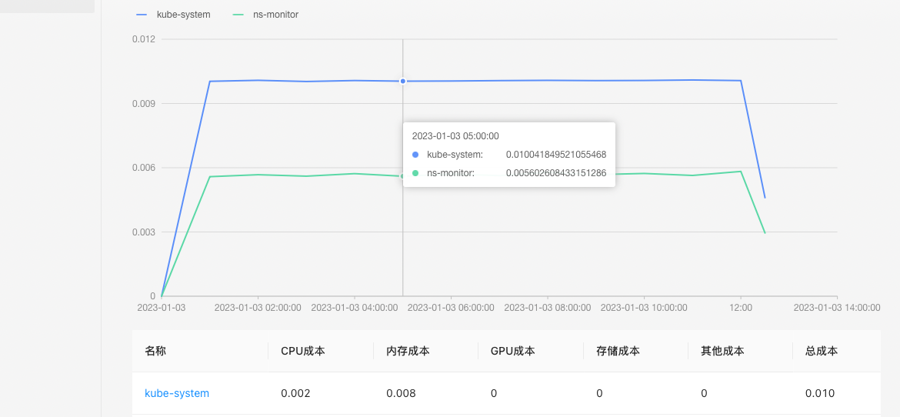 kube-system ns-monitor
0.012
0.009
2023-01-03 05:00:00
kube-system: 0.010041849521055468
0.006
ns-monitor: 0.005602608433151286
0.003
0
2023-01-03 2023-01-03 02:00:00 2023-01-03 04:00:00 2023-01-03 06:00:00 2023-01-03 08:00:00 2023-01-03 10:00:00 12:00 2023-01-03 14:00:00
名称 CPU成本 内存成本 GPU成本 存储成本 其他成本 总成本
kube-system 0.002 0.008 0 0 0 0.010